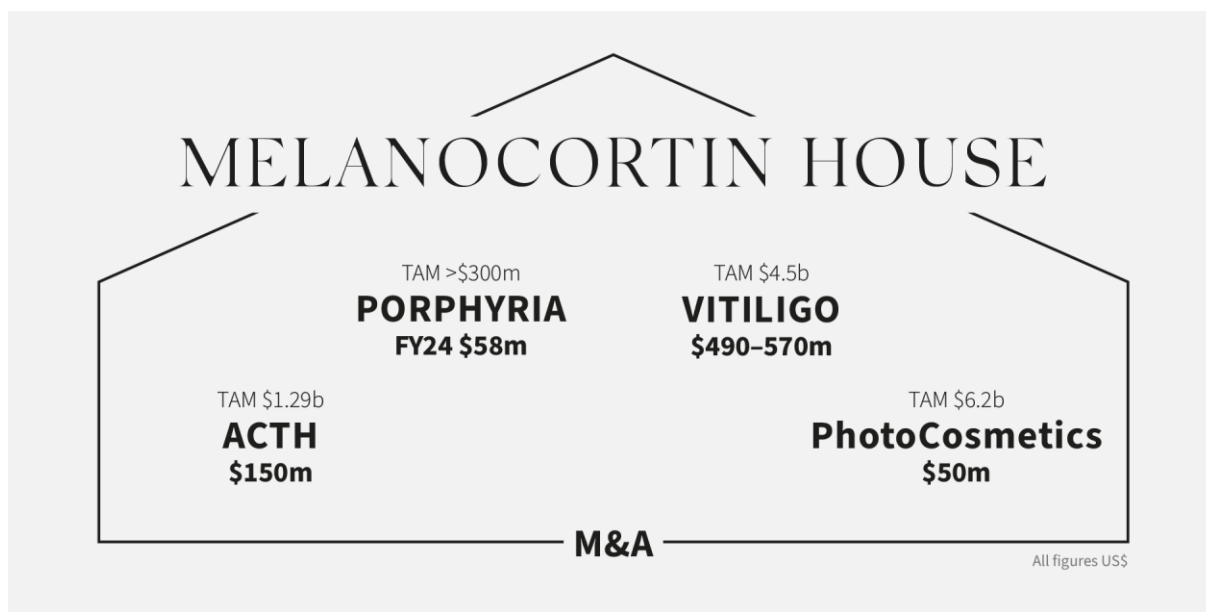 MELANOCORTIN HOUSE
TAM >$300m
PORPHYRIA
FY24 $58m
TAM $4.5b
VITILIGO
$490–570m
TAM $1.29b
ACTH
$150m
TAM $6.2b
PhotoCosmetics
$50m
M&A
All figures US$